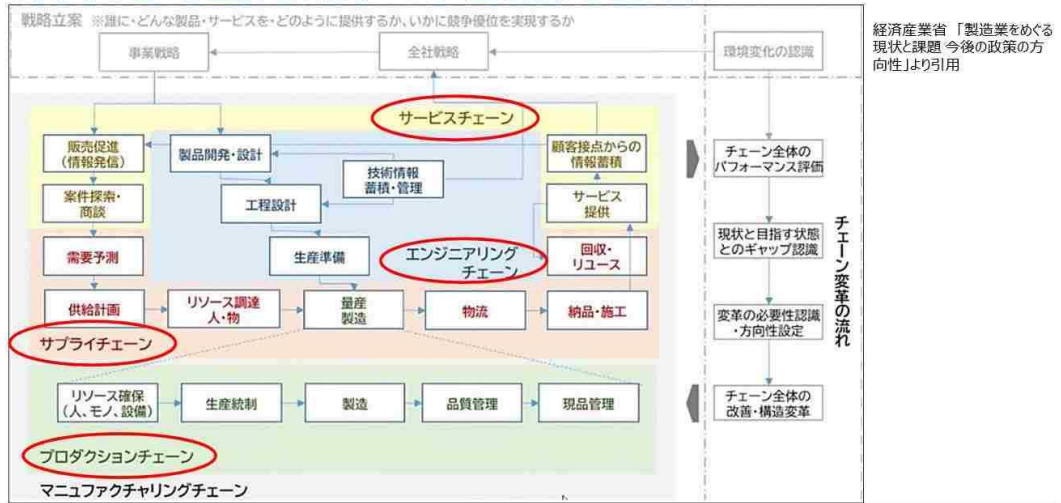 戦略立案 ※誰に・どんな製品・サービスを・どのように提供するか、いかに競争優位を実現するか
事業戦略
全社戦略
環境変化の認識
経済産業省 「製造業をめぐる
現状と課題 今後の政策の方
向性」より引用
サービスチェーン
販売促進
(情報発信)
製品開発・設計
技術情報
蓄積・管理
顧客接点からの
情報蓄積
チェーン全体の
パフォーマンス評価
案件探索・
商談
工程設計
サービス
提供
需要予測
生産準備
エンジニアリング
チェーン
回収・
リユース
現状と目指す状態
とのギャップ認識
供給計画
リソース調達
人・物
量産
製造
物流
納品・施工
変革の必要性認識
・方向性設定
チェーン変革の流れ
サプライチェーン
リソース確保
(人、モノ、設備)
生産統制
製造
品質管理
現品管理
チェーン全体の
改善・構造変革
プロダクションチェーン
マニュファクチャリングチェーン